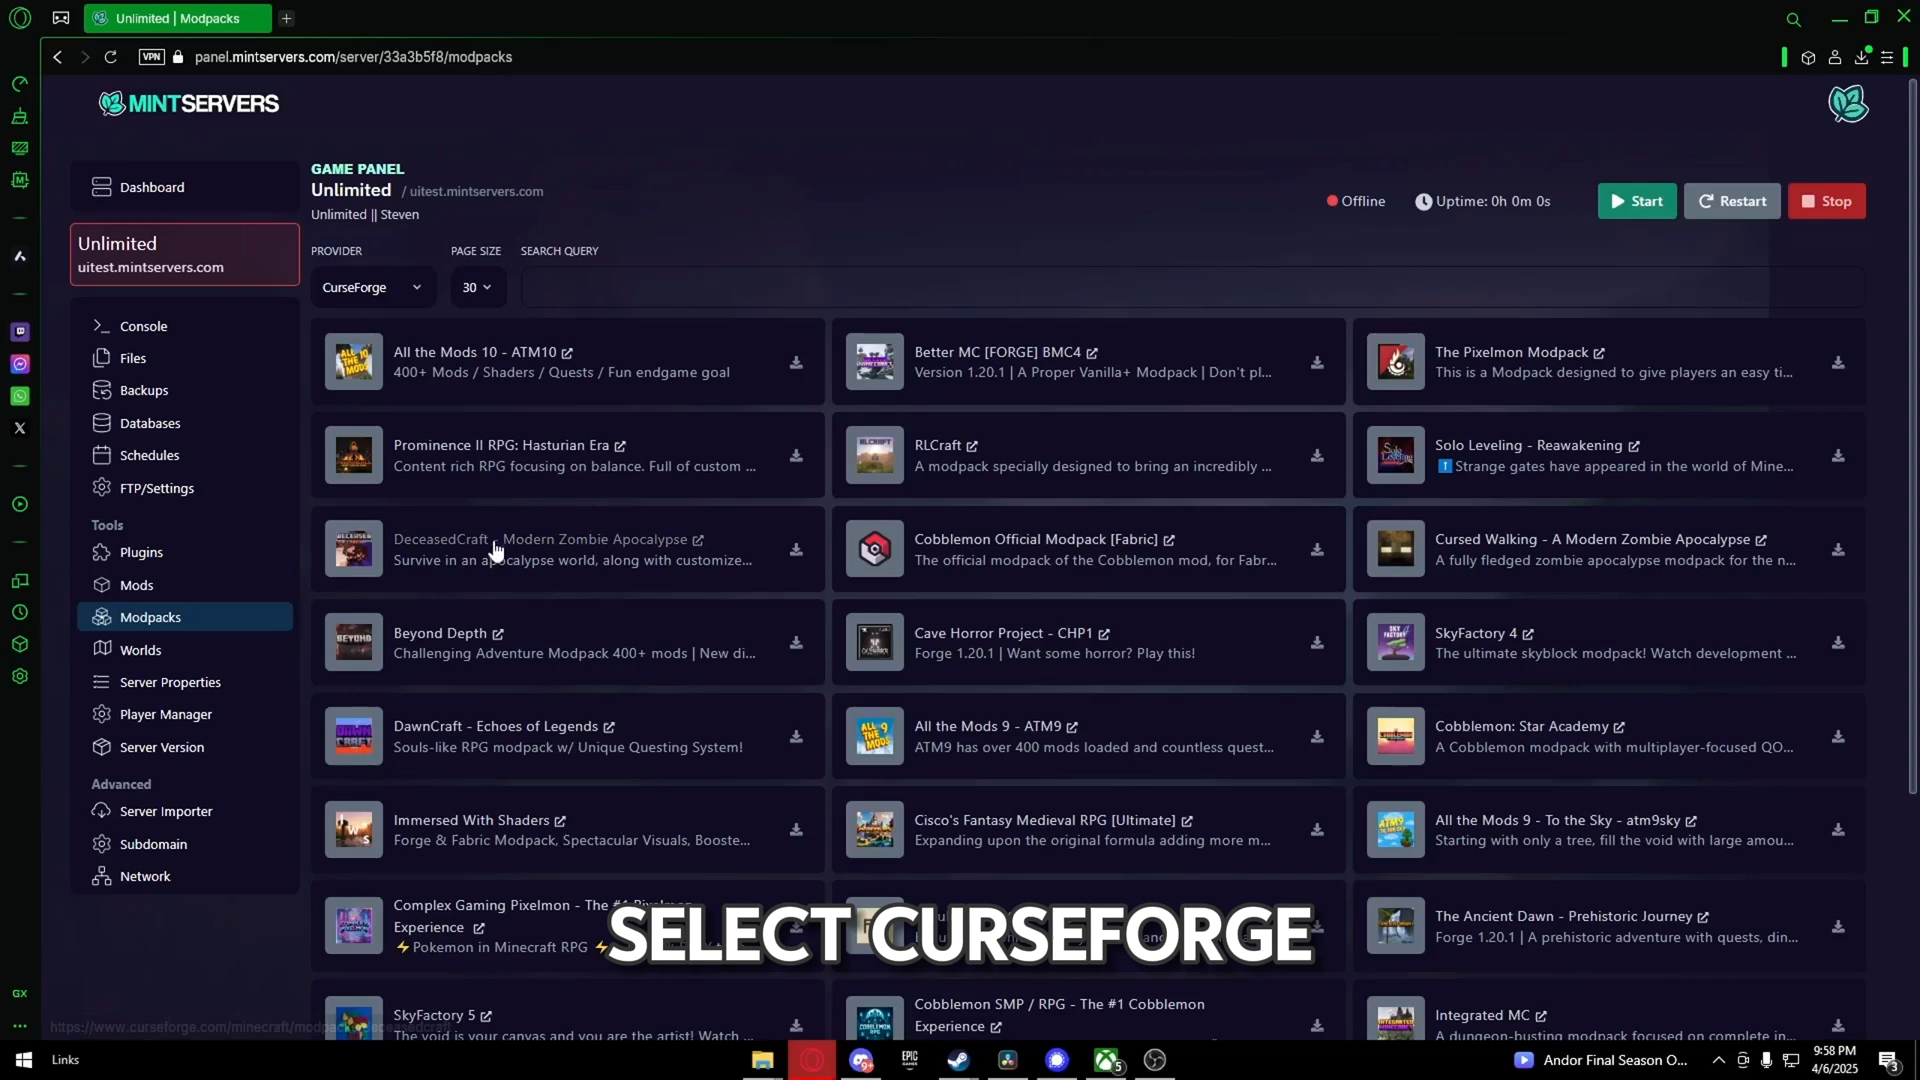 Unlimited | Modpacks
VPN
panel.mintservers.com/server/33a3b5f8/modpacks
MINTSERVERS
Dashboard
Unlimited
uitest.mintservers.com
Console
Files
Backups
Databases
Schedules
FTP/Settings
Tools
Plugins
Mods
Modpacks
Worlds
Server Properties
Player Manager
Server Version
Advanced
Server Importer
Subdomain
Network
GAME PANEL
Unlimited / uitest.mintservers.com
Unlimited || Steven
Offline
Uptime: 0h 0m 0s
Start
Restart
Stop
PROVIDER
PAGE SIZE
SEARCH QUERY
CurseForge
30
All the Mods 10 - ATM10
400+ Mods / Shaders / Quests / Fun endgame goal
Better MC [FORGE] BMC4
Version 1.20.1 | A Proper Vanilla+ Modpack | Don't pl...
The Pixelmon Modpack
This is a Modpack designed to give players an easy ti...
Prominence II RPG: Hasturian Era
Content rich RPG focusing on balance. Full of custom ...
RLCraft
A modpack specially designed to bring an incredibly ...
Solo Leveling - Reawakening
Strange gates have appeared in the world of Mine...
DeceasedCraft - Modern Zombie Apocalypse
Survive in an apocalypse world, along with customize...
Cobblemon Official Modpack [Fabric]
The official modpack of the Cobblemon mod, for Fabr...
Cursed Walking - A Modern Zombie Apocalypse
A fully fledged zombie apocalypse modpack for the n...
Beyond Depth
Challenging Adventure Modpack 400+ mods | New di...
Cave Horror Project - CHP1
Forge 1.20.1 | Want some horror? Play this!
SkyFactory 4
The ultimate skyblock modpack! Watch development ...
DawnCraft - Echoes of Legends
Souls-like RPG modpack w/ Unique Questing System!
All the Mods 9 - ATM9
ATM9 has over 400 mods loaded and countless quest...
Cobblemon: Star Academy
A Cobblemon modpack with multiplayer-focused QO...
Immersed With Shaders
Forge & Fabric Modpack, Spectacular Visuals, Booste...
Cisco's Fantasy Medieval RPG [Ultimate]
Expanding upon the original formula adding more m...
All the Mods 9 - To the Sky - atm9sky
Starting with only a tree, fill the void with large amou...
Complex Gaming Pixelmon - The #1 Pixelmon
Experience
⚡Pokemon in Minecraft RPG ⚡
The Ancient Dawn - Prehistoric Journey
Forge 1.20.1 | A prehistoric adventure with quests, din...
SELECT CURSEFORGE
SkyFactory 5
The void is your canvas and you are the artist! Watch ...
Cobblemon SMP / RPG - The #1 Cobblemon
Experience
Integrated MC
A dungeon-busting modpack focused on complete in...
https://www.curseforge.com/minecraft/modpacks/deceasedcraft
GX
Links
EPIC
GAMES
9+
5
Andor Final Season O...
9:58 PM
4/6/2025
3